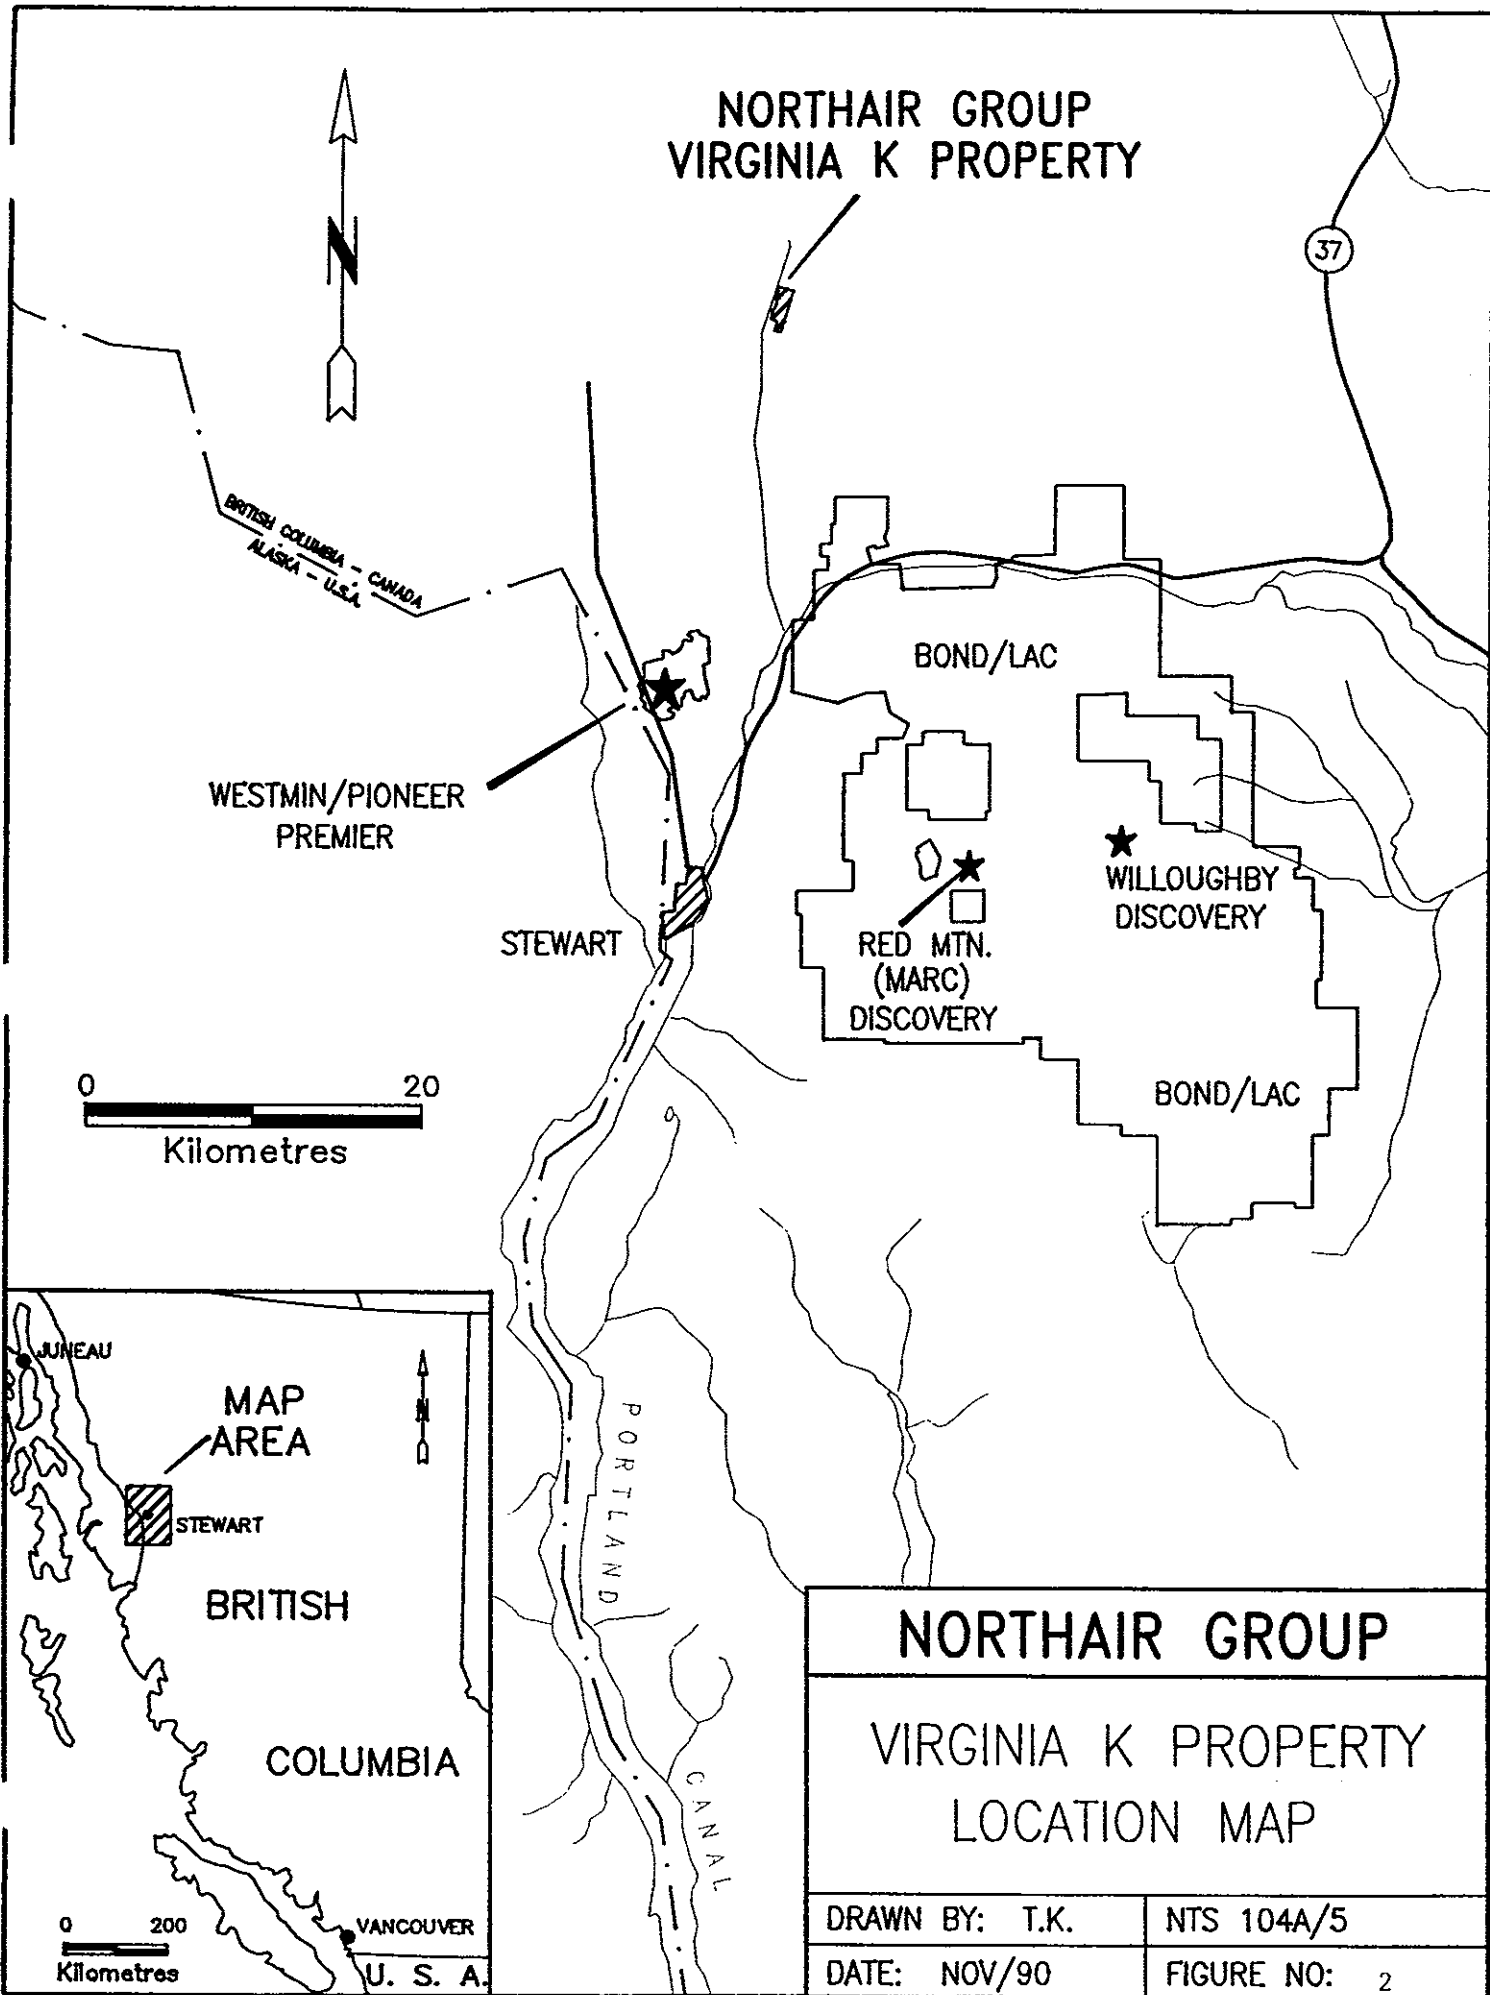 NORTHAIR GROUP
VIRGINIA K PROPERTY
N
37
BRITISH COLUMBIA - CANADA
ALASKA - U.S.A.
BOND/LAC
WESTMIN/PIONEER
PREMIER
WILLOUGHBY
DISCOVERY
STEWART
RED MTN.
(MARC)
DISCOVERY
0 20
Kilometres
BOND/LAC
PORTLAND
CANAL
JUNEAU
MAP
AREA
N
STEWART
BRITISH
COLUMBIA
0 200
Kilometres
VANCOUVER
U. S. A.
NORTHAIR GROUP
VIRGINIA K PROPERTY
LOCATION MAP
DRAWN BY: T.K.
NTS 104A/5
DATE: NOV/90
FIGURE NO: 2